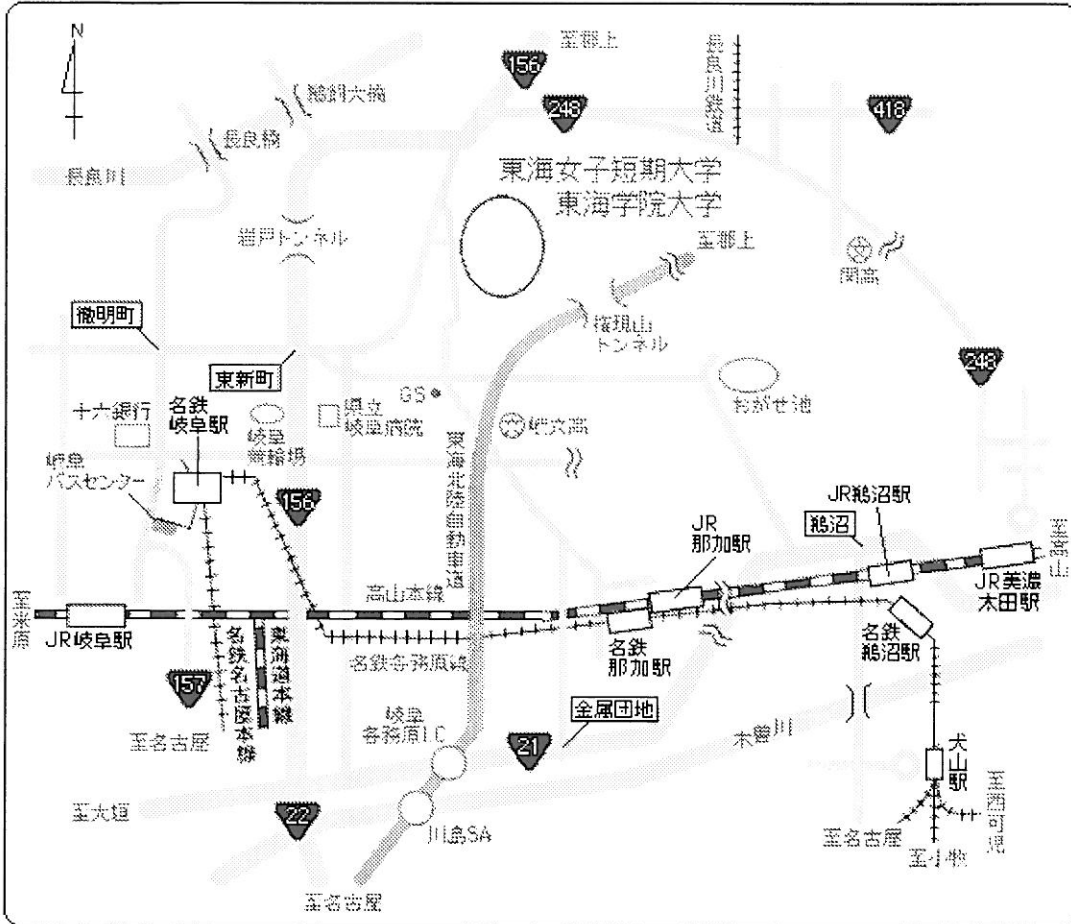 N
至郡上
156
248
長良川鉄道
418
鵜飼大橋
長良橋
長良川
東海女子短期大学
東海学院大学
岩戸トンネル
至郡上
関高
徹明町
権現山
トンネル
東新町
248
名鉄
岐阜駅
十六銀行
GS
県立
岐阜病院
おがせ池
岐阜
競輪場
岐大高
岐阜
バスセンター
東海北陸自動車道
156
JR鵜沼駅
JR
那加駅
鵜沼
至高山
高山本線
JR美濃
太田駅
至米原
JR岐阜駅
名鉄名古屋本線
東海道本線
名鉄各務原線
名鉄
那加駅
名鉄
鵜沼駅
157
岐阜
各務原I.C
金属団地
21
木曽川
至名古屋
犬山駅
至大垣
22
川島SA
至名古屋
至小牧
至西可児
至名古屋